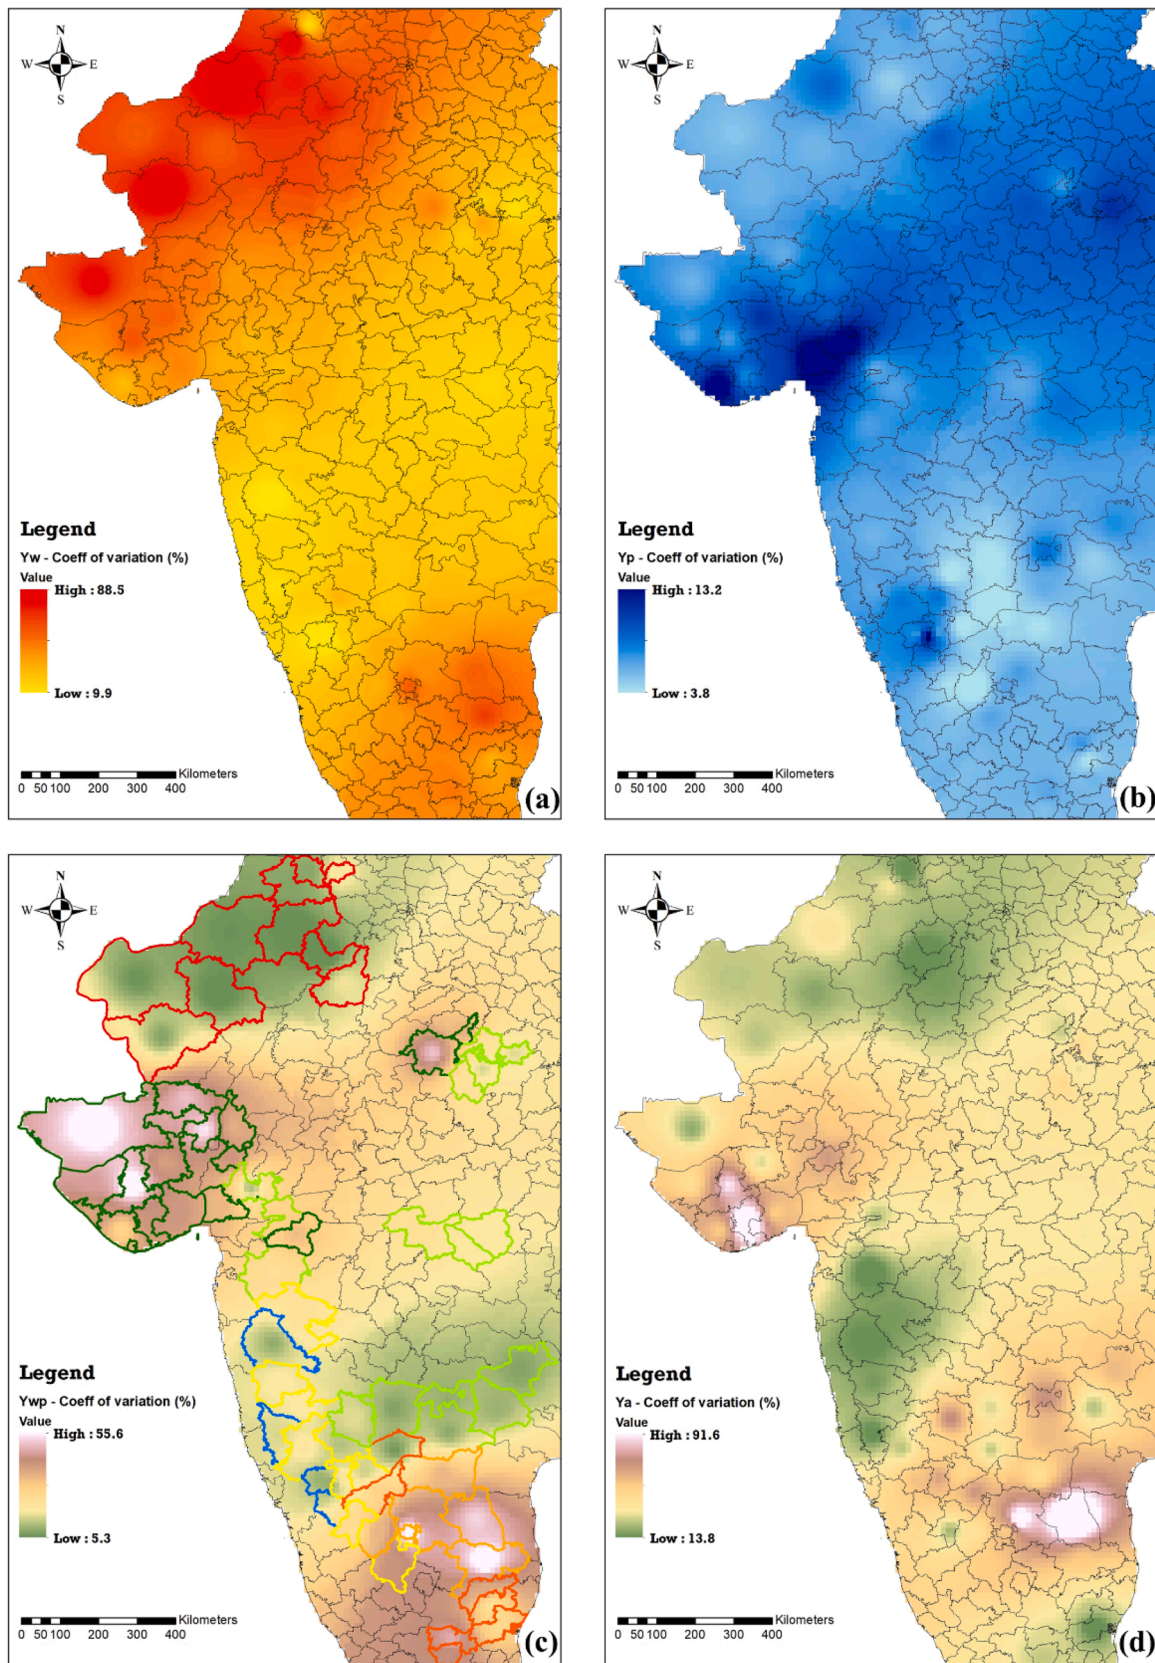 N
W E
S
Legend
Yw - Coeff of variation (%)
Value
High : 88.5
Low : 9.9
Kilometers
0 50 100 200 300 400
(a)
Legend
Yp - Coeff of variation (%)
Value
High : 13.2
Low : 3.8
Kilometers
0 50 100 200 300 400
(b)
N
W E
S
N
W E
S
Legend
Ywp - Coeff of variation (%)
Value
High : 55.6
Low : 5.3
Kilometers
0 50 100 200 300 400
(c)
N
W E
S
Legend
Ya - Coeff of variation (%)
Value
High : 91.6
Low : 13.8
Kilometers
0 50 100 200 300 400
(d)